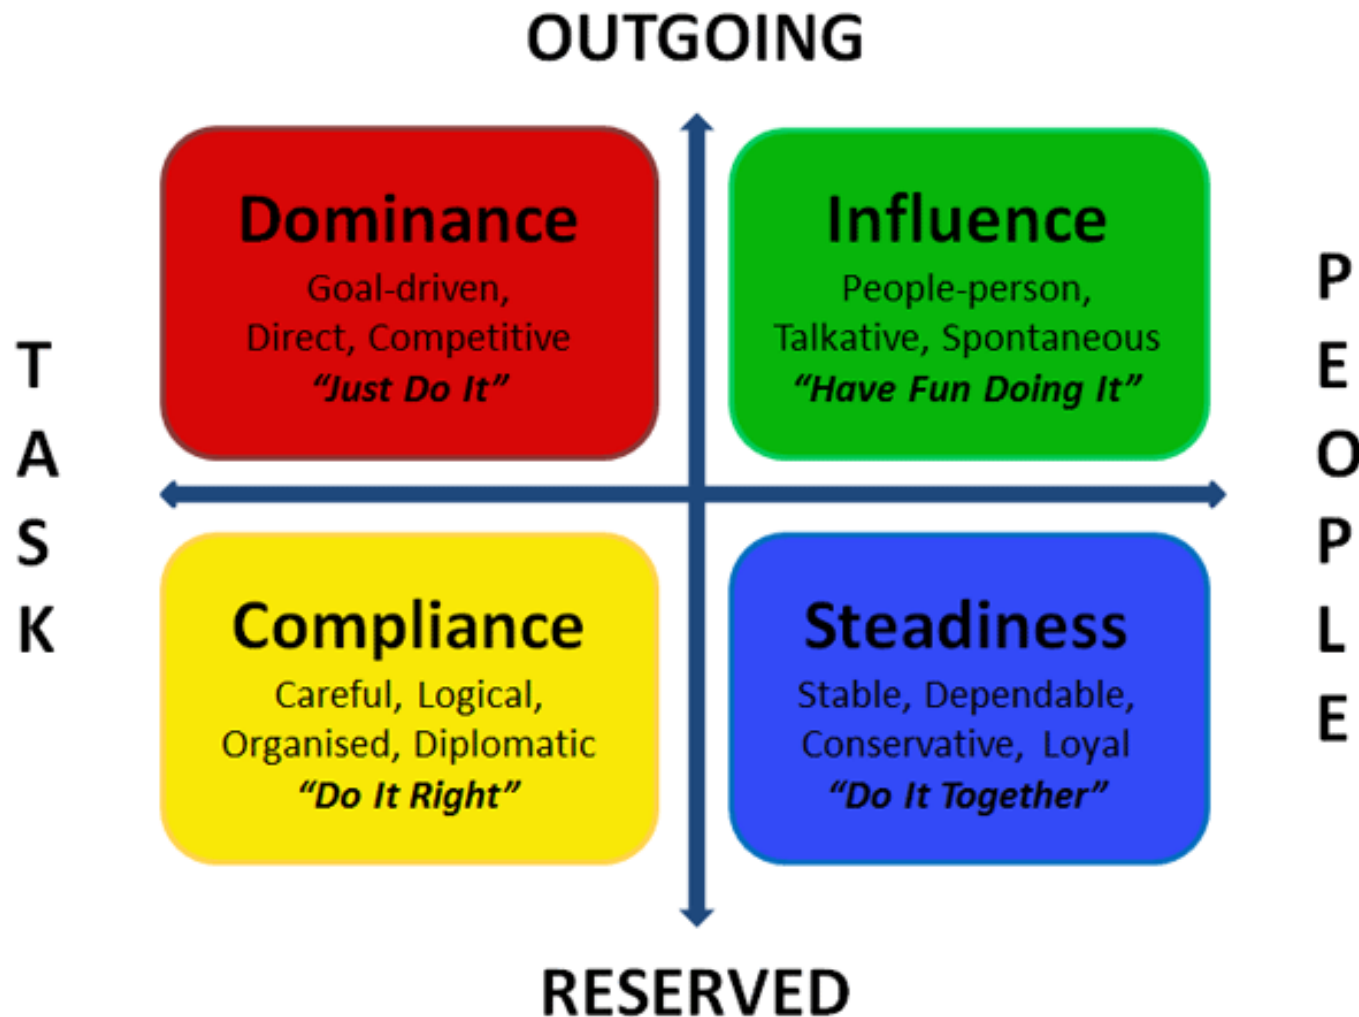 OUTGOING
Dominance
Goal-driven,
Direct, Competitive
“Just Do It”
Influence
People-person,
Talkative, Spontaneous
“Have Fun Doing It”
TASK
PEOPLE
Compliance
Careful, Logical,
Organised, Diplomatic
“Do It Right”
Steadiness
Stable, Dependable,
Conservative, Loyal
“Do It Together”
RESERVED